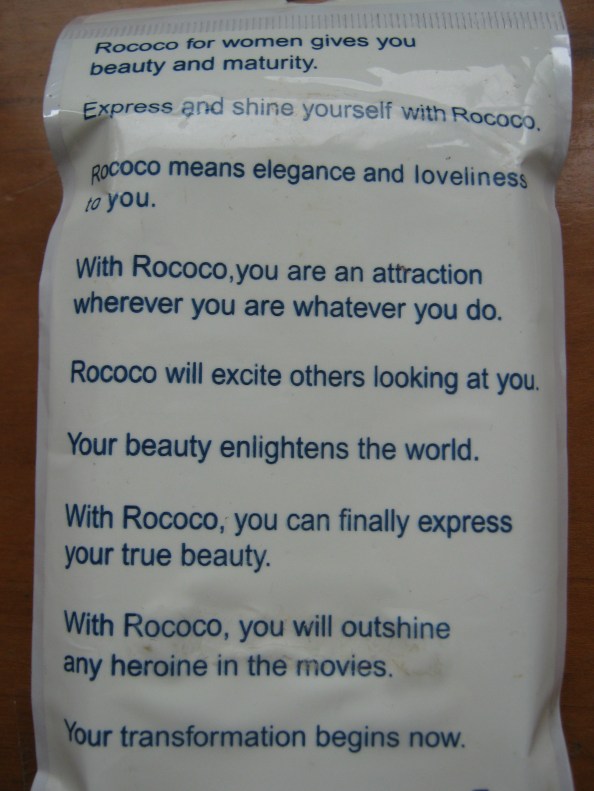 Rococo for women gives you
beauty and maturity.
Express and shine yourself with Rococo.
Rococo means elegance and loveliness
to you.
With Rococo,you are an attraction
wherever you are whatever you do.
Rococo will excite others looking at you.
Your beauty enlightens the world.
With Rococo, you can finally express
your true beauty.
With Rococo, you will outshine
any heroine in the movies.
Your transformation begins now.